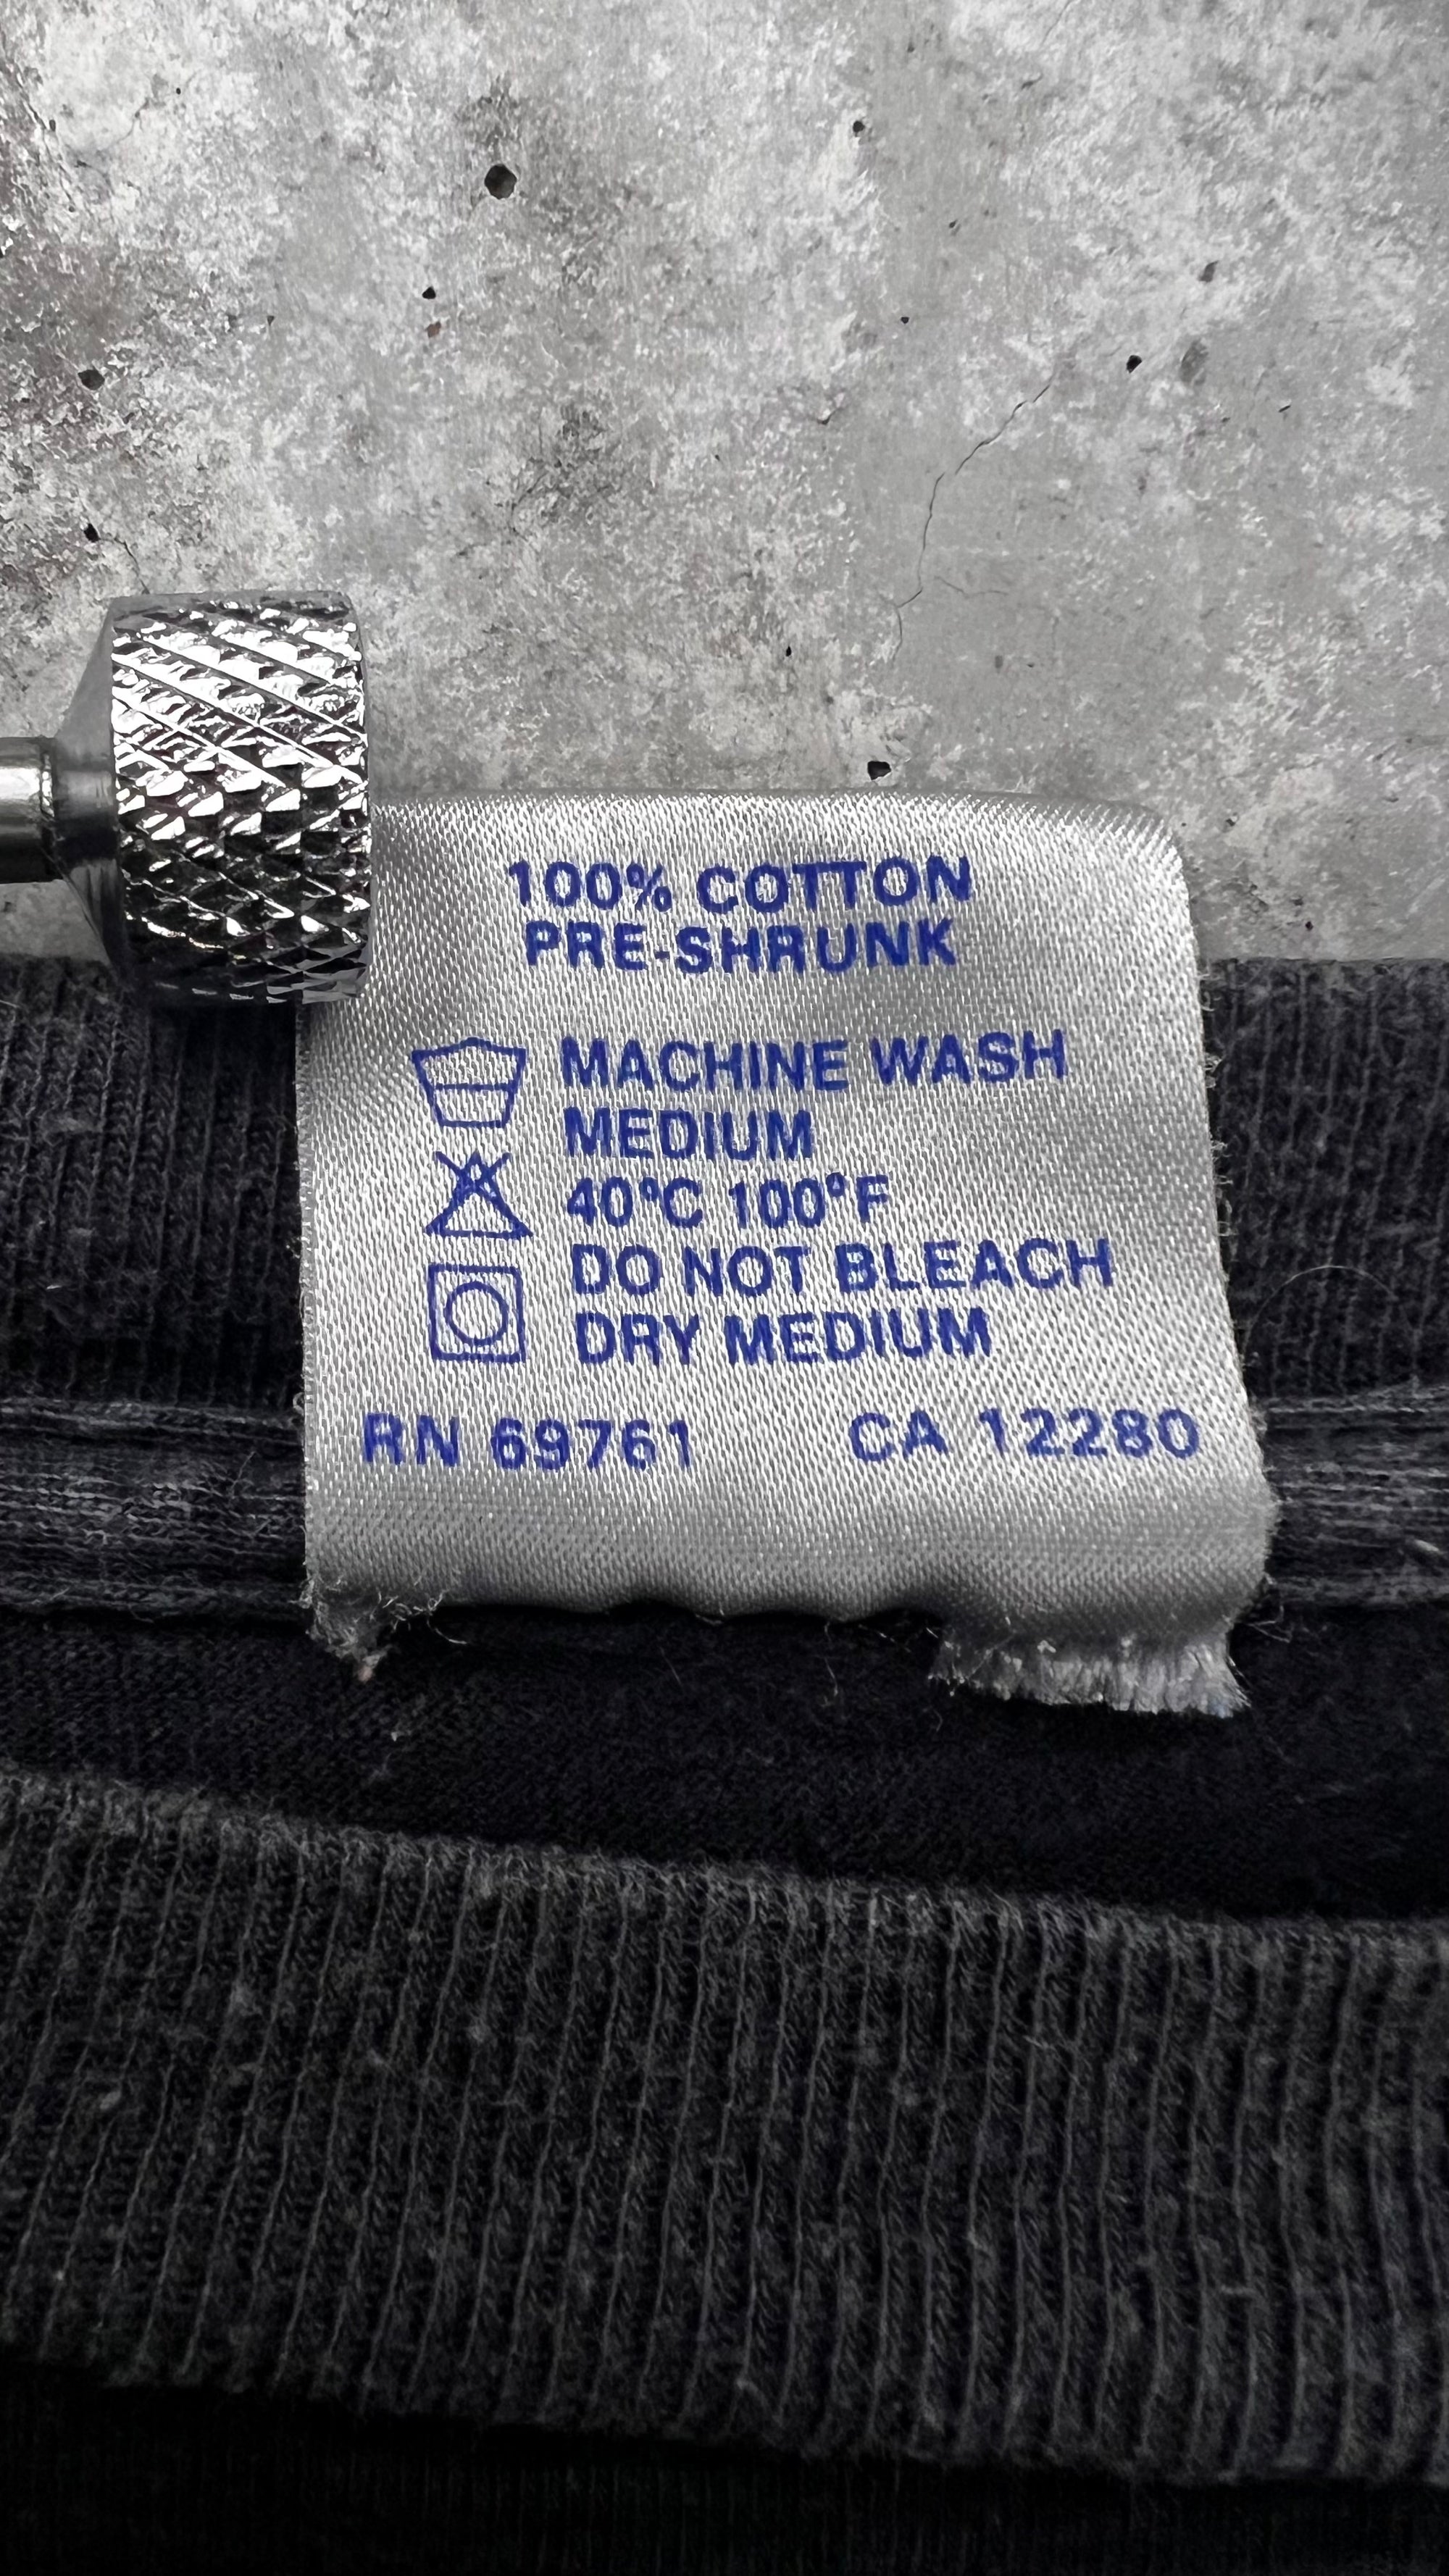 100% COTTON
PRE-SHRUNK
MACHINE WASH
MEDIUM
40°C 100°F
DO NOT BLEACH
DRY MEDIUM
RN 69761 CA 12280